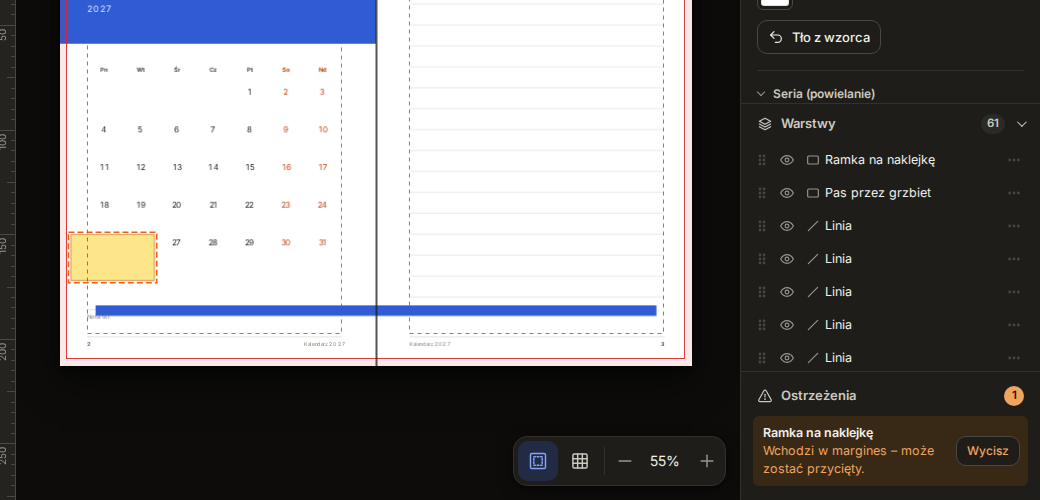 2027
Pn Wt Śr Cz Pt So Nd
1 2 3
4 5 6 7 8 9 10
11 12 13 14 15 16 17
18 19 20 21 22 23 24
27 28 29 30 31
2 Kalendarz 2027
Kalendarz 2027 3
50
100
150
200
250
55%
Tło z wzorca
Seria (powielanie)
Warstwy 61
Ramka na naklejkę
Pas przez grzbiet
Linia
Linia
Linia
Linia
Linia
Ostrzeżenia 1
Ramka na naklejkę
Wchodzi w margines – może
zostać przycięty.
Wycisz